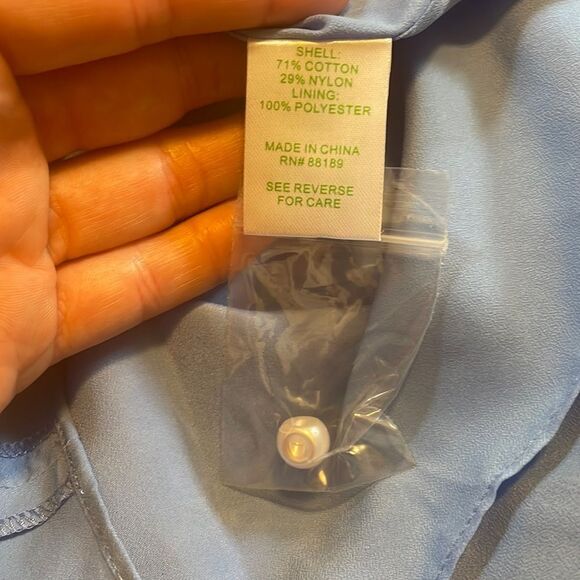 SHELL:
71% COTTON
29% NYLON
LINING:
100% POLYESTER
MADE IN CHINA
RN# 88189
SEE REVERSE
FOR CARE